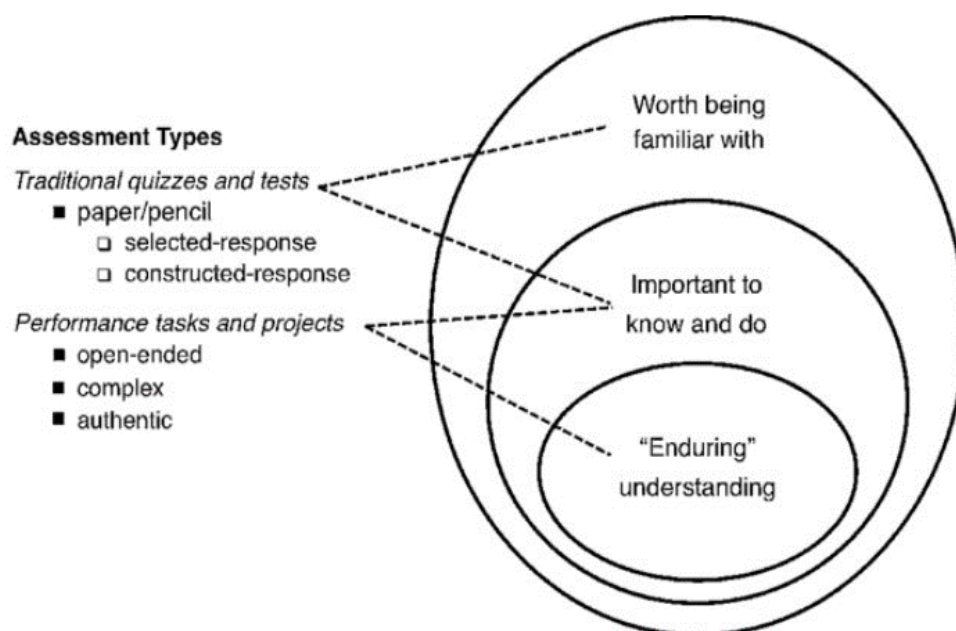 Assessment Types
Traditional quizzes and tests
■ paper/pencil
❑ selected-response
❑ constructed-response
Performance tasks and projects
■ open-ended
■ complex
■ authentic
Worth being
familiar with
Important to
know and do
“Enduring”
understanding